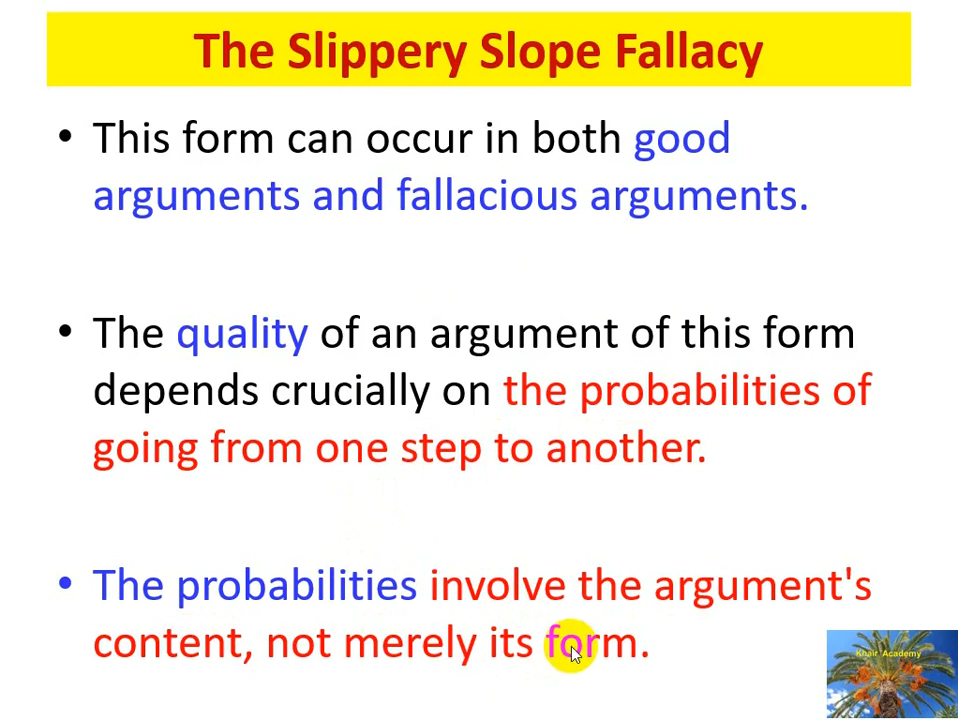 The Slippery Slope Fallacy
• This form can occur in both good
arguments and fallacious arguments.
• The quality of an argument of this form
depends crucially on the probabilities of
going from one step to another.
• The probabilities involve the argument's
content, not merely its form.
Khair Academy